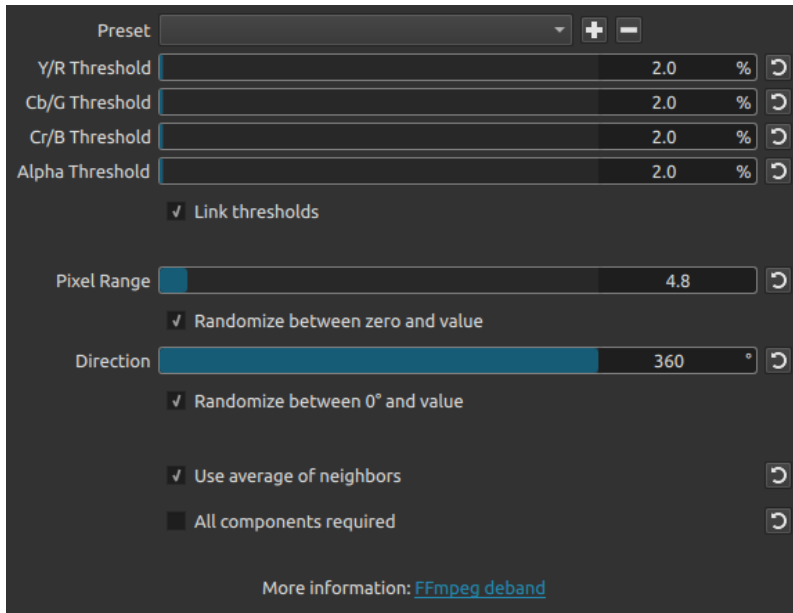 Preset
Y/R Threshold 2.0 %
Cb/G Threshold 2.0 %
Cr/B Threshold 2.0 %
Alpha Threshold 2.0 %
Link thresholds
Pixel Range 4.8
Randomize between zero and value
Direction 360 °
Randomize between 0° and value
Use average of neighbors
All components required
More information: FFmpeg deband